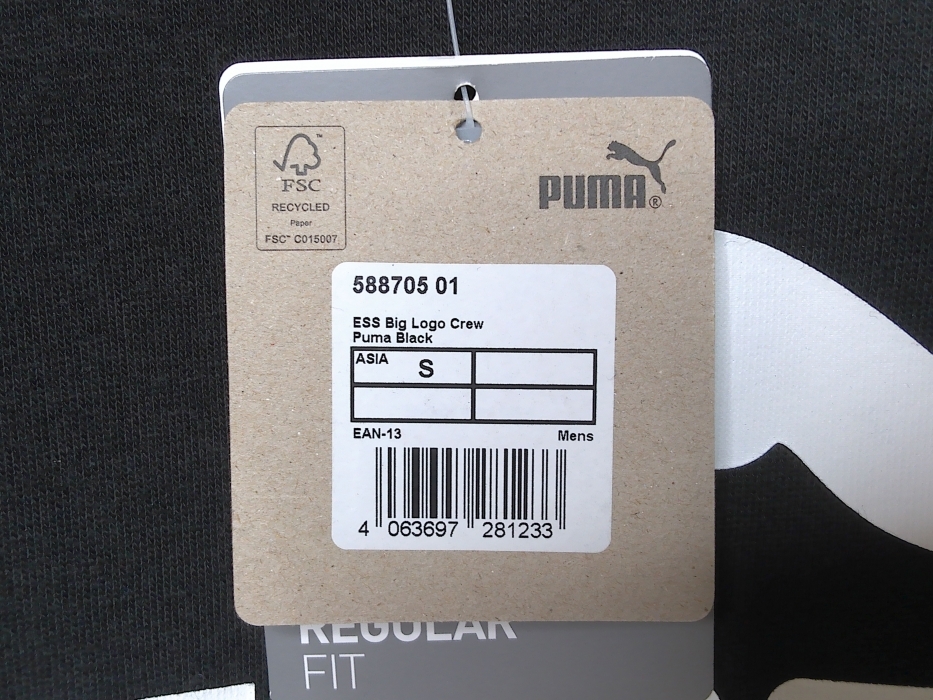 FSC™
RECYCLED
Paper
FSC™ C015007
PUMA®
588705 01
ESS Big Logo Crew
Puma Black
ASIA S
EAN-13 Mens
4 063697 281233
REGULAR
FIT